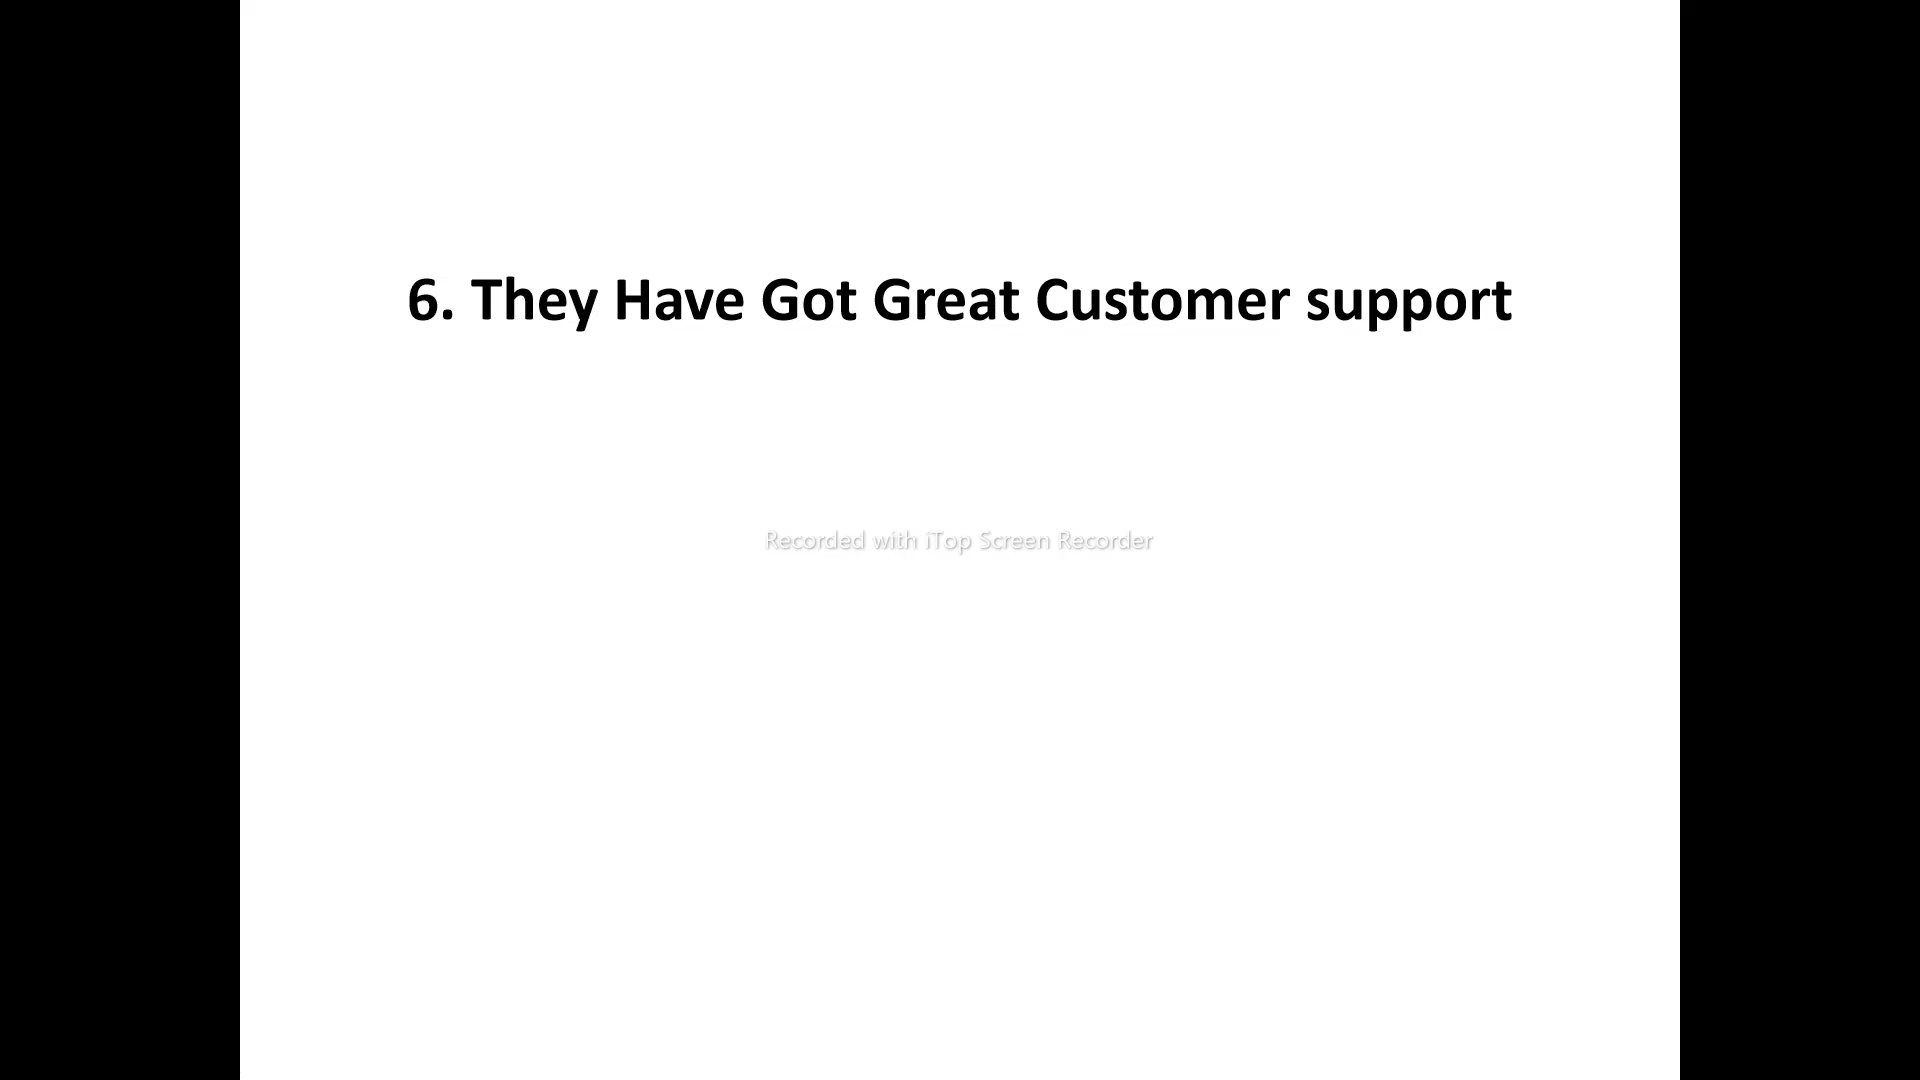 6. They Have Got Great Customer support
Recorded with iTop Screen Recorder